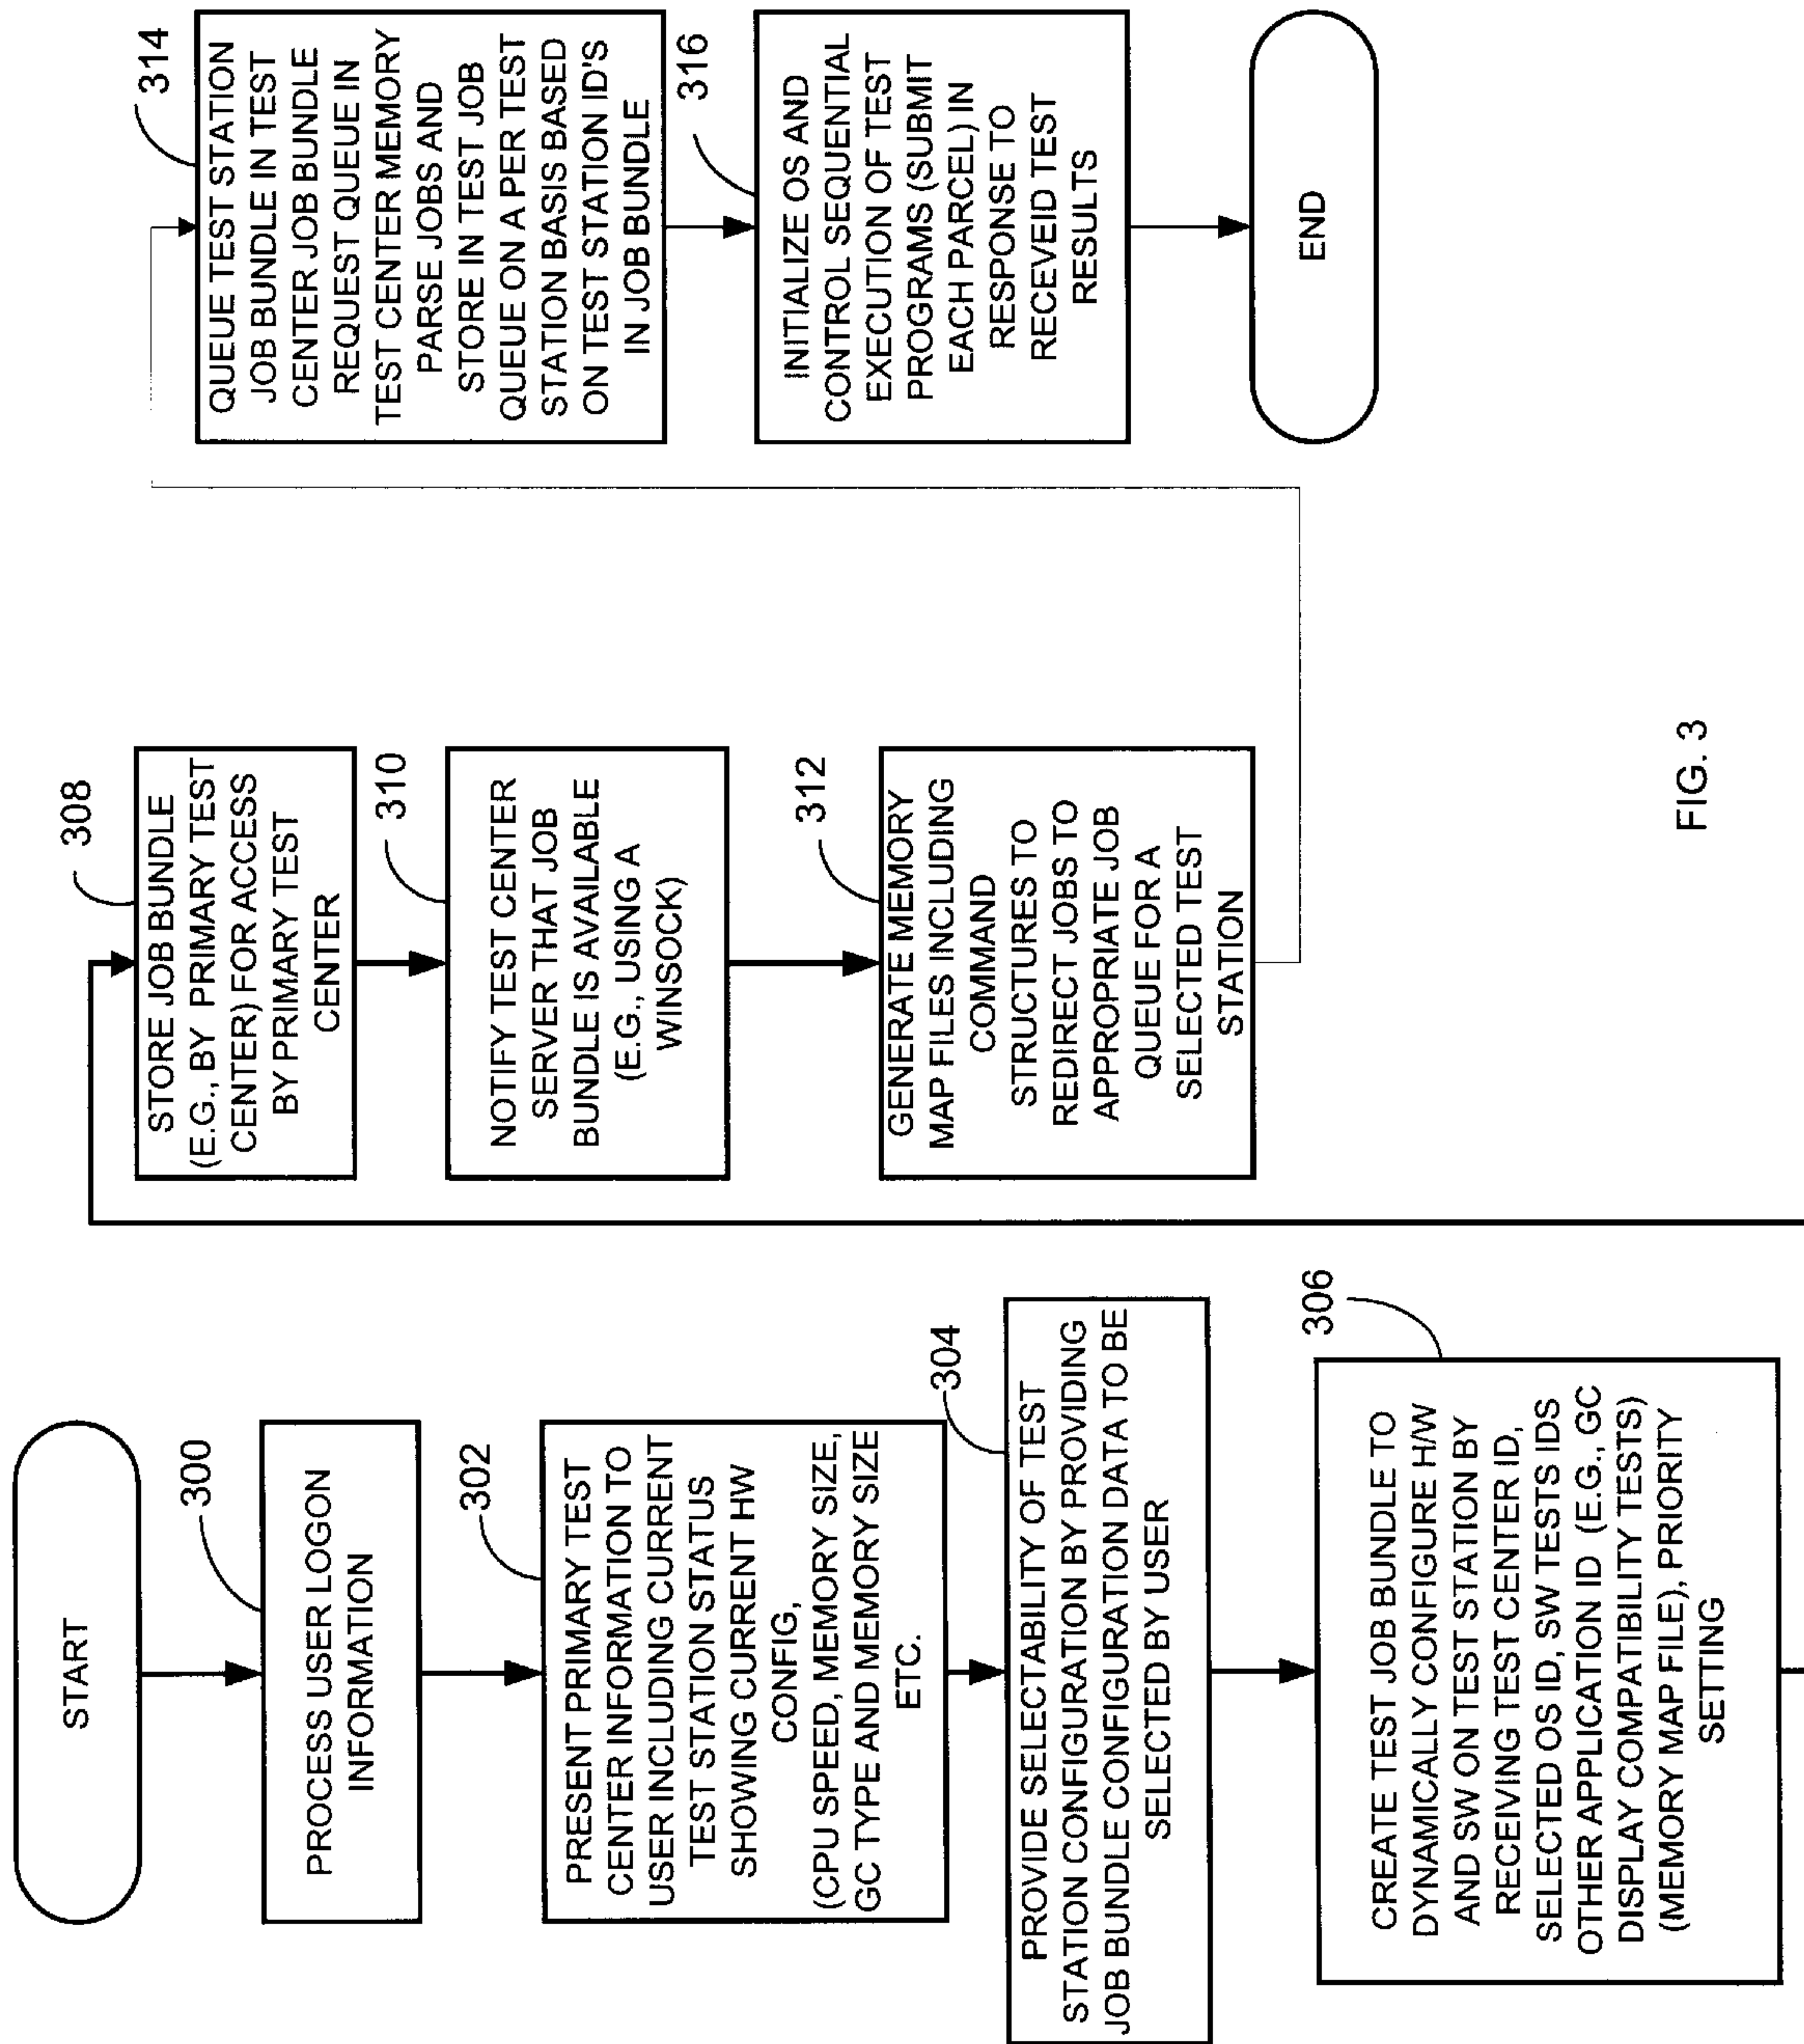 START
300
PROCESS USER LOGON
INFORMATION
302
PRESENT PRIMARY TEST
CENTER INFORMATION TO
USER INCLUDING CURRENT
TEST STATION STATUS
SHOWING CURRENT HW
CONFIG,
(CPU SPEED, MEMORY SIZE,
GC TYPE AND MEMORY SIZE
ETC.
304
PROVIDE SELECTABILITY OF TEST
STATION CONFIGURATION BY PROVIDING
JOB BUNDLE CONFIGURATION DATA TO BE
SELECTED BY USER
306
CREATE TEST JOB BUNDLE TO
DYNAMICALLY CONFIGURE H/W
AND SW ON TEST STATION BY
RECEIVING TEST CENTER ID,
SELECTED OS ID, SW TESTS IDS
OTHER APPLICATION ID (E.G., GC
DISPLAY COMPATIBILITY TESTS)
(MEMORY MAP FILE), PRIORITY
SETTING
308
STORE JOB BUNDLE
(E.G., BY PRIMARY TEST
CENTER) FOR ACCESS
BY PRIMARY TEST
CENTER
310
NOTIFY TEST CENTER
SERVER THAT JOB
BUNDLE IS AVAILABLE
(E.G., USING A
WINSOCK)
312
GENERATE MEMORY
MAP FILES INCLUDING
COMMAND
STRUCTURES TO
REDIRECT JOBS TO
APPROPRIATE JOB
QUEUE FOR A
SELECTED TEST
STATION
314
QUEUE TEST STATION
JOB BUNDLE IN TEST
CENTER JOB BUNDLE
REQUEST QUEUE IN
TEST CENTER MEMORY
PARSE JOBS AND
STORE IN TEST JOB
QUEUE ON A PER TEST
STATION BASIS BASED
ON TEST STATION ID'S
IN JOB BUNDLE
316
INITIALIZE OS AND
CONTROL SEQUENTIAL
EXECUTION OF TEST
PROGRAMS (SUBMIT
EACH PARCEL) IN
RESPONSE TO
RECEVEID TEST
RESULTS
END
FIG. 3